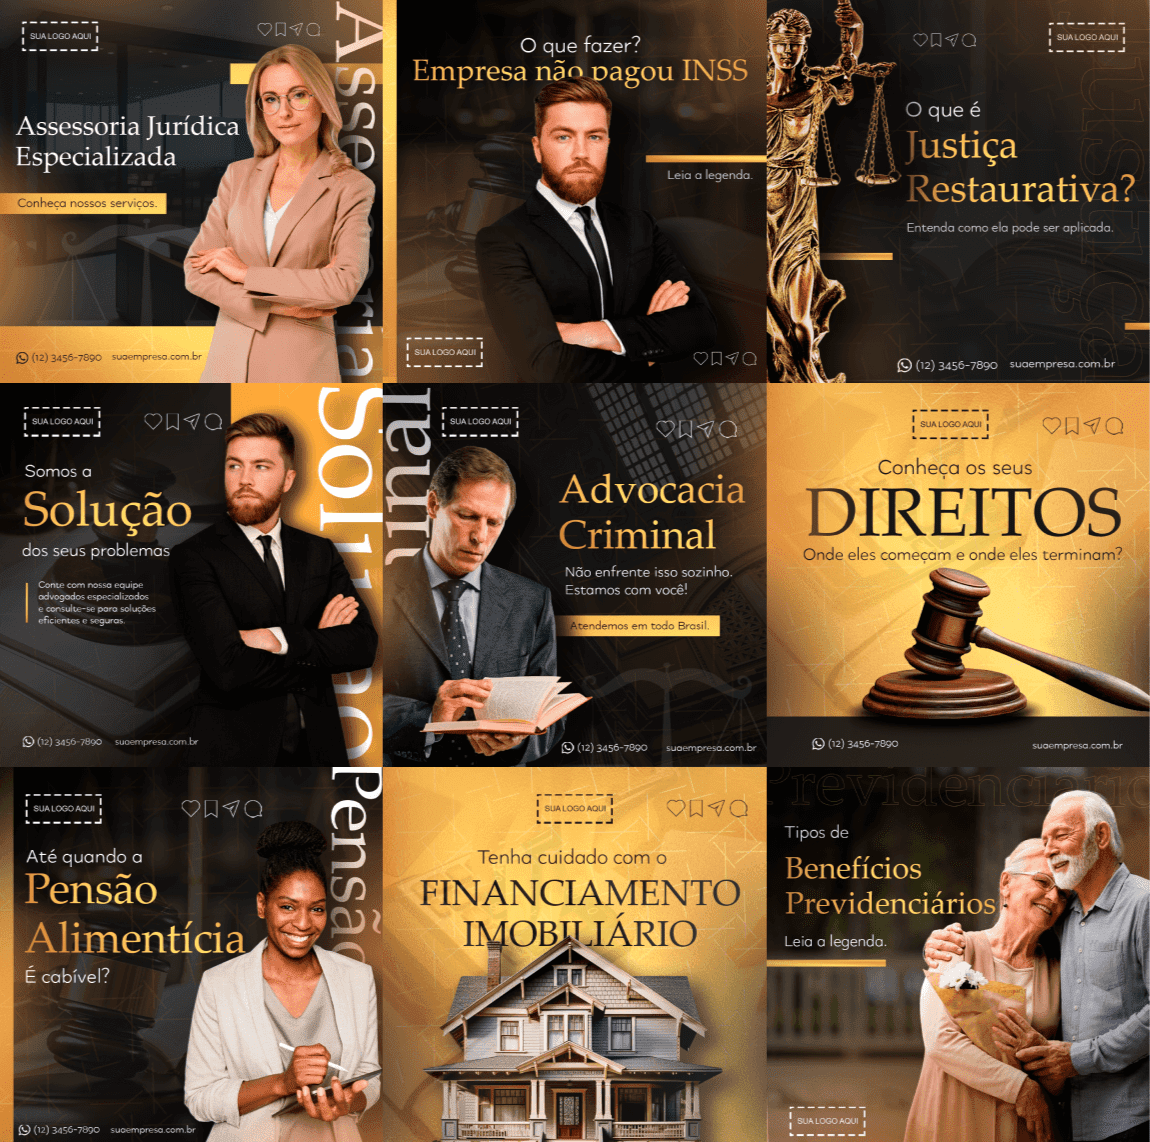 SUA LOGO AQUI
Assessoria Jurídica
Especializada
Conheça nossos serviços.
(12) 3456-7890 suaempresa.com.br
Assessoria
O que fazer?
Empresa não pagou INSS
Leia a legenda.
SUA LOGO AQUI
SUA LOGO AQUI
O que é
Justiça
Restaurativa?
Entenda como ela pode ser aplicada.
(12) 3456-7890 suaempresa.com.br
Justiça
SUA LOGO AQUI
Somos a
Solução
dos seus problemas
Conte com nossa equipe
advogados especializados
e consulte-se para soluções
eficientes e seguras.
(12) 3456-7890 suaempresa.com.br
Solução
SUA LOGO AQUI
minal
Advocacia
Criminal
Não enfrente isso sozinho.
Estamos com você!
Atendemos em todo Brasil.
(12) 3456-7890 suaempresa.com.br
SUA LOGO AQUI
Conheça os seus
DIREITOS
Onde eles começam e onde eles terminam?
(12) 3456-7890 suaempresa.com.br
SUA LOGO AQUI
Até quando a
Pensão
Alimentícia
É cabível?
(12) 3456-7890 suaempresa.com.br
Pensão
SUA LOGO AQUI
Tenha cuidado com o
FINANCIAMENTO
IMOBILIÁRIO
Previdenciário
Tipos de
Benefícios
Previdenciários
Leia a legenda.
SUA LOGO AQUI